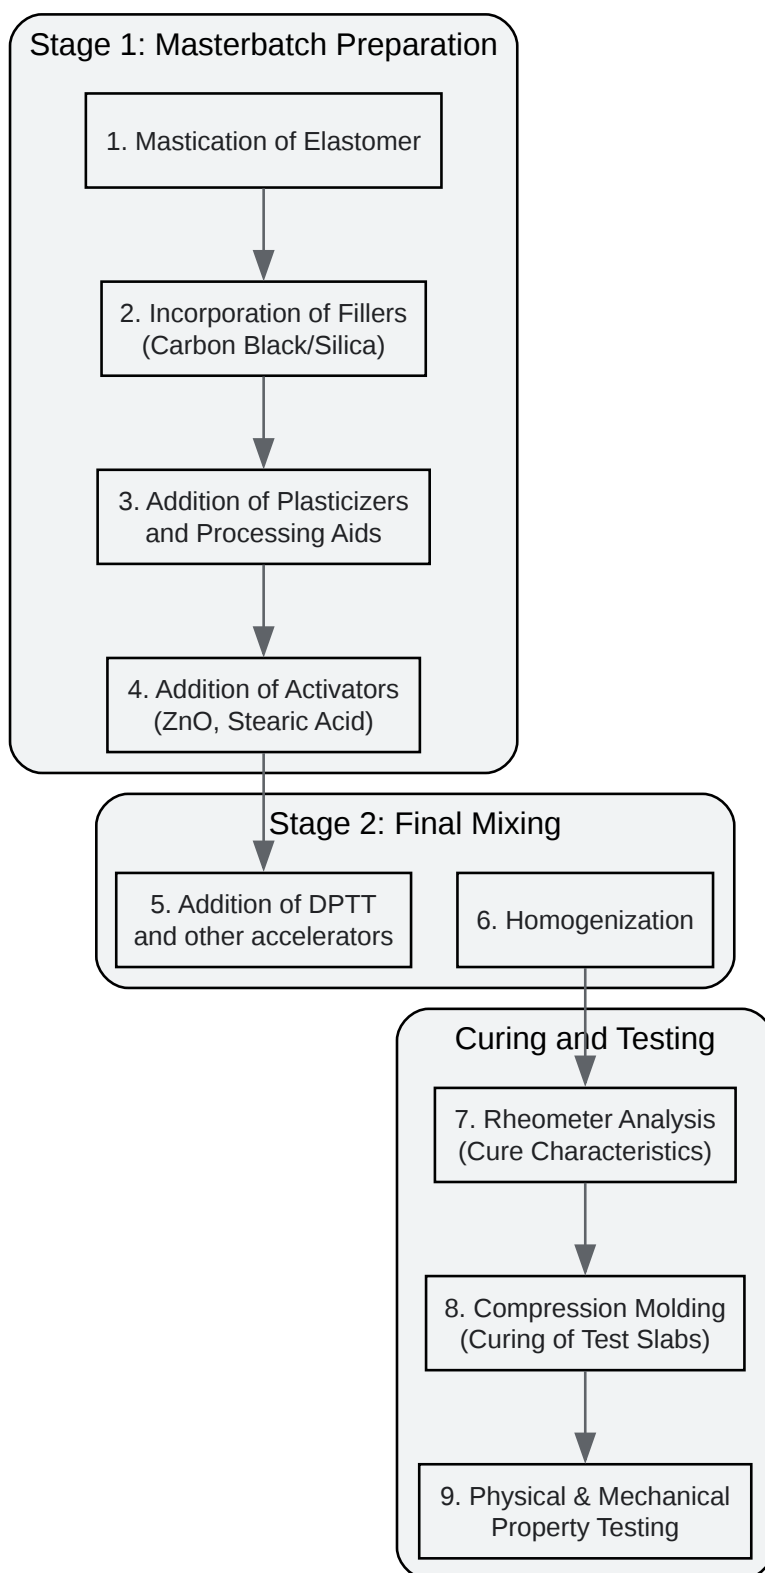 Stage 1: Masterbatch Preparation
1. Mastication of Elastomer
2. Incorporation of Fillers
(Carbon Black/Silica)
3. Addition of Plasticizers
and Processing Aids
4. Addition of Activators
(ZnO, Stearic Acid)
Stage 2: Final Mixing
5. Addition of DPTT
and other accelerators
6. Homogenization
Curing and Testing
7. Rheometer Analysis
(Cure Characteristics)
8. Compression Molding
(Curing of Test Slabs)
9. Physical & Mechanical
Property Testing